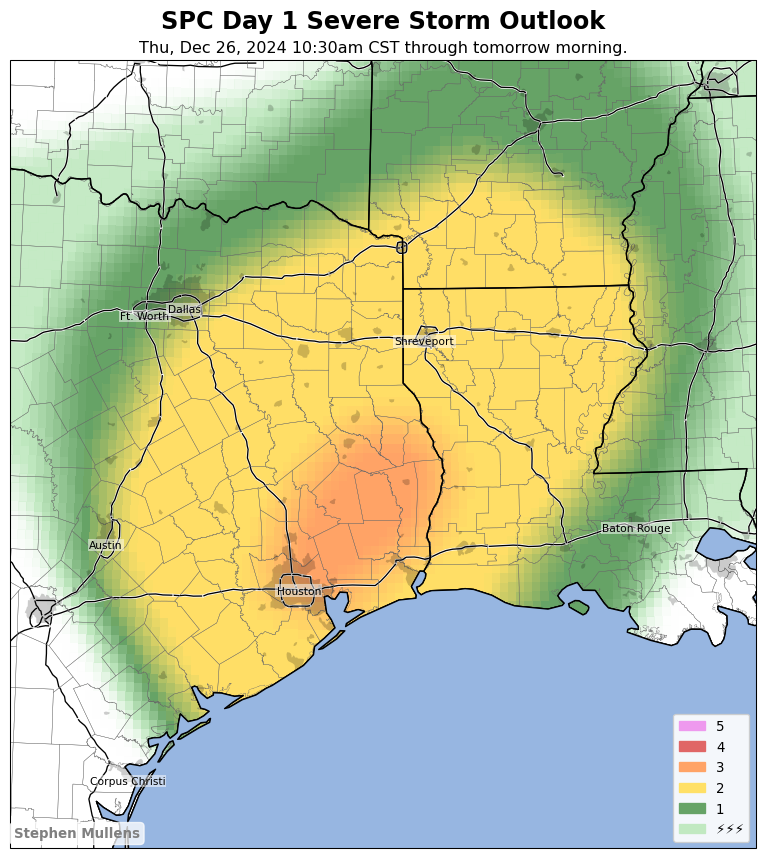 SPC Day 1 Severe Storm Outlook
Thu, Dec 26, 2024 10:30am CST through tomorrow morning.
Ft. Worth
Dallas
Shreveport
Baton Rouge
Austin
Houston
Corpus Christi
5
4
3
2
1
⚡⚡⚡
Stephen Mullens